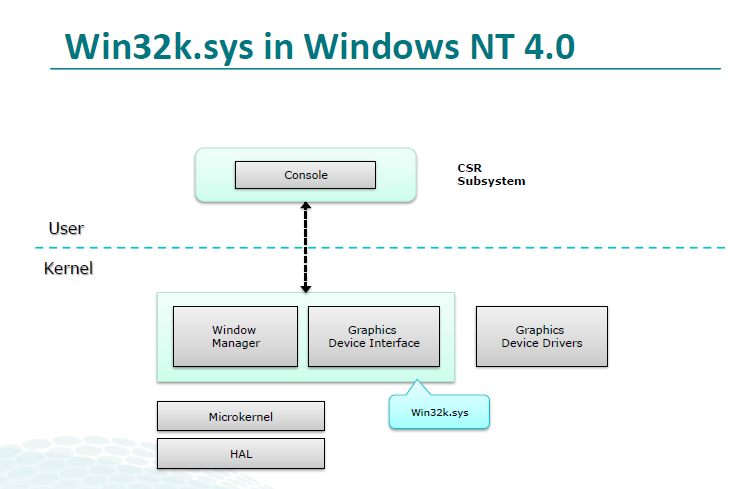 Win32k.sys in Windows NT 4.0
Console
CSR
Subsystem
User
Kernel
Window
Manager
Graphics
Device Interface
Graphics
Device Drivers
Microkernel
Win32k.sys
HAL